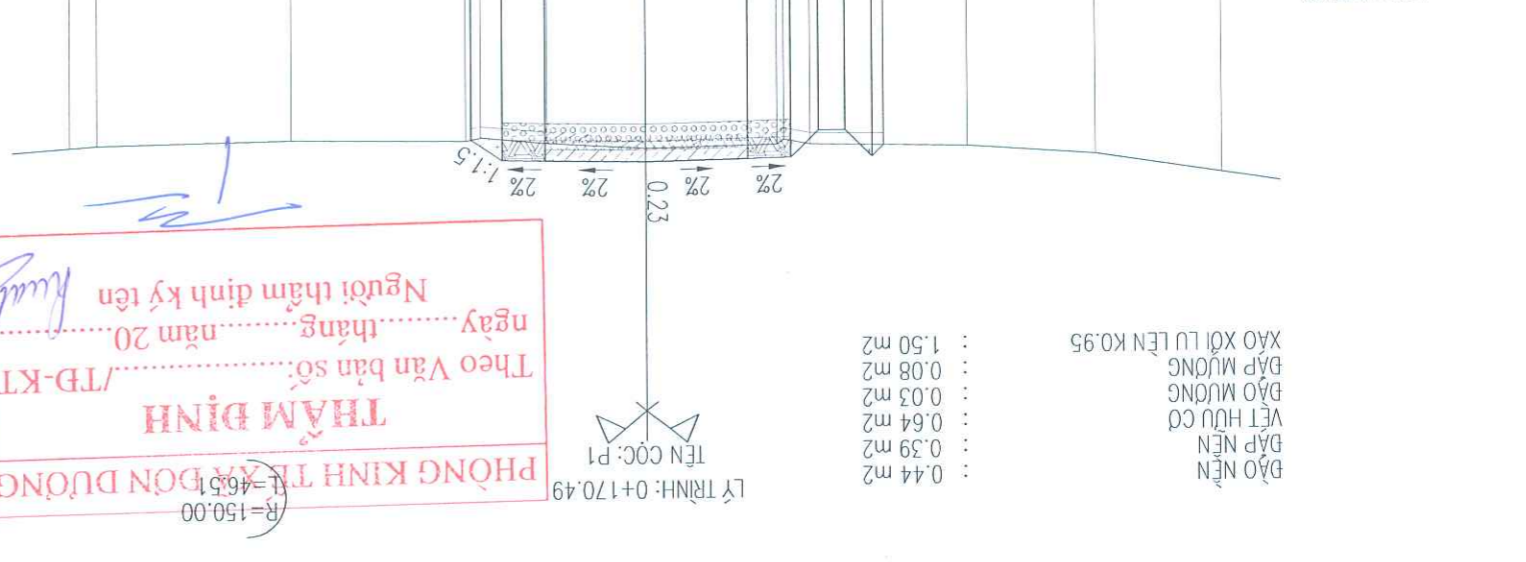 R=150.00
L=46.51
LÝ TRÌNH: 0+170.49
TÊN CỌC: P1
ĐÀO NỀN : 0.44 m2
ĐẮP NỀN : 0.39 m2
VÉT HỮU CƠ : 0.64 m2
ĐÀO MƯƠNG : 0.03 m2
ĐẮP MƯƠNG : 0.08 m2
XÁO XỚI LU LÈN K0.95 : 1.50 m2
PHÒNG KINH TẾ XÃ ĐƠN DƯƠNG
THẨM ĐỊNH
Theo Văn bản số:................/TĐ-KT
ngày.........tháng.........năm 20
Người thẩm định ký tên
0.23
2% 2% 2% 2%
1:1.5